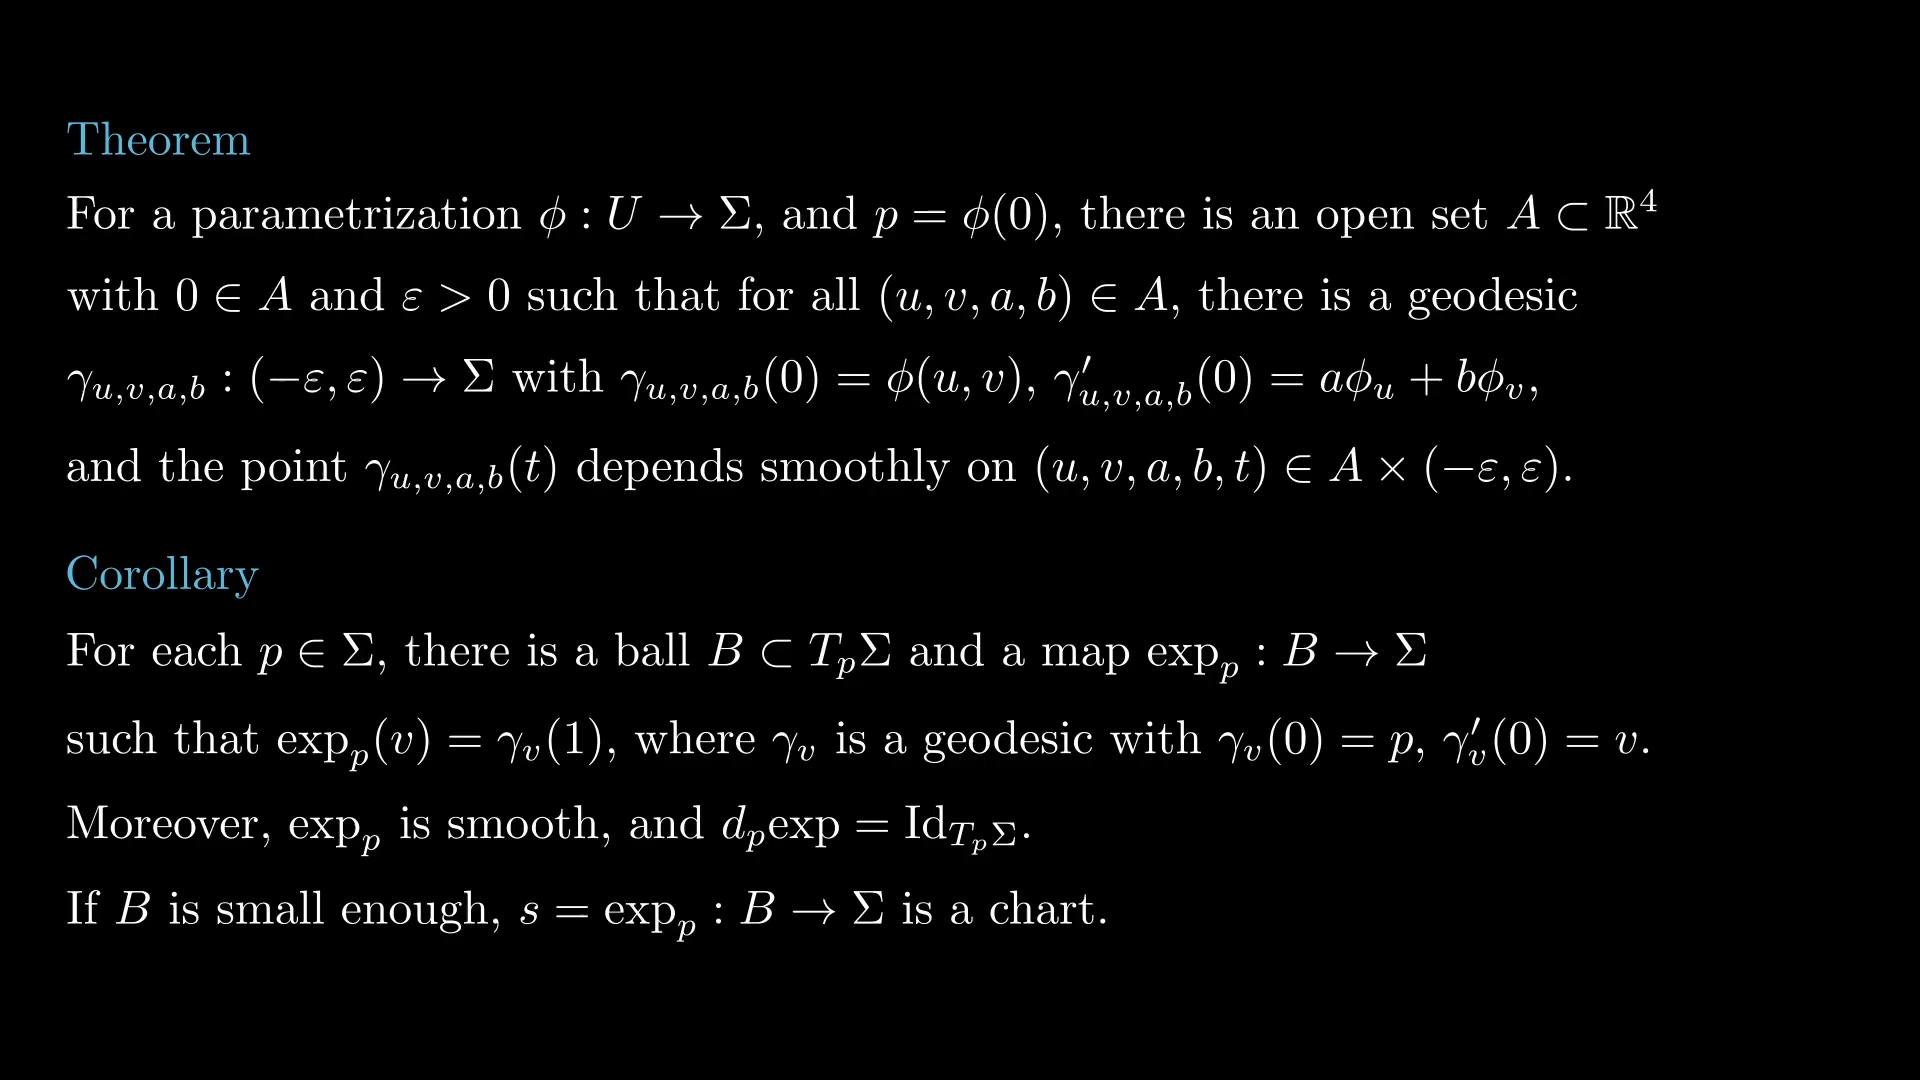 Theorem
For a parametrization ϕ : U → Σ, and p = ϕ(0), there is an open set A ⊂ ℝ⁴
with 0 ∈ A and ε > 0 such that for all (u, v, a, b) ∈ A, there is a geodesic
γ_{u,v,a,b} : (−ε, ε) → Σ with γ_{u,v,a,b}(0) = ϕ(u, v), γ′_{u,v,a,b}(0) = aϕ_u + bϕ_v,
and the point γ_{u,v,a,b}(t) depends smoothly on (u, v, a, b, t) ∈ A × (−ε, ε).
Corollary
For each p ∈ Σ, there is a ball B ⊂ T_pΣ and a map exp_p : B → Σ
such that exp_p(v) = γ_v(1), where γ_v is a geodesic with γ_v(0) = p, γ′_v(0) = v.
Moreover, exp_p is smooth, and d_pexp = Id_{T_pΣ}.
If B is small enough, s = exp_p : B → Σ is a chart.